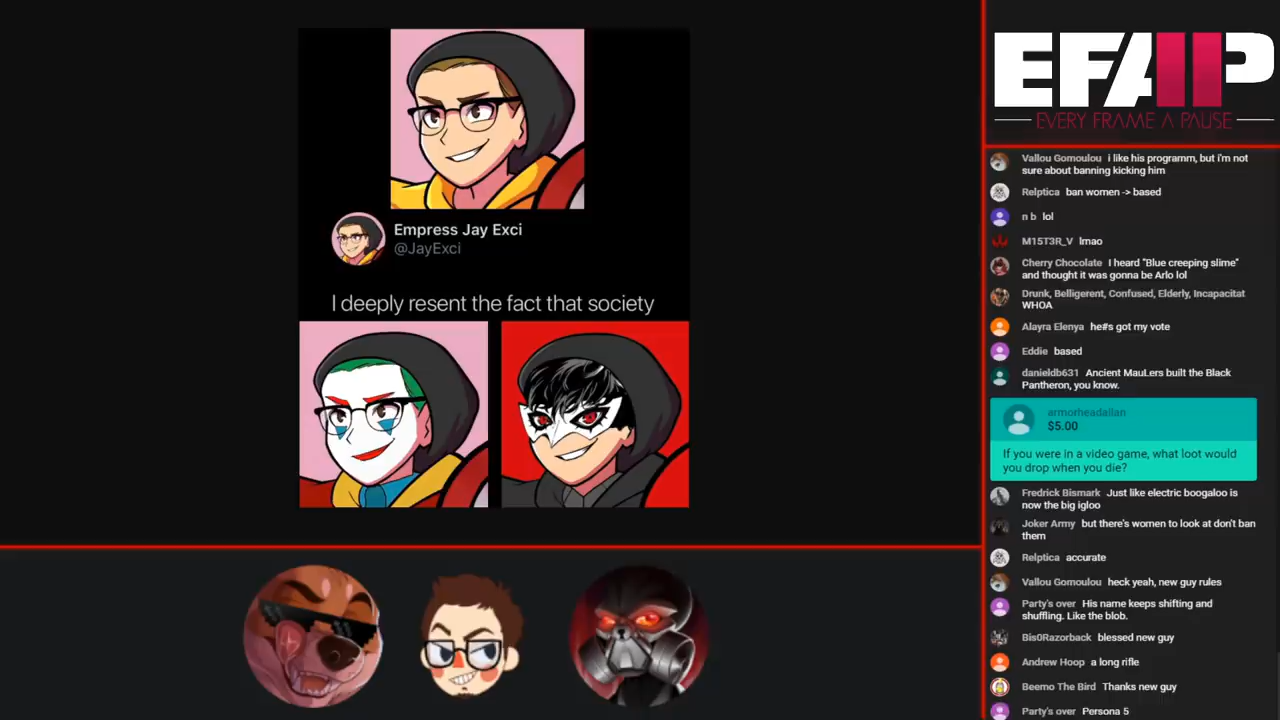 Empress Jay Exci
@JayExci
I deeply resent the fact that society
EFAP
EVERY FRAME A PAUSE
Vallou Gomoulou i like his programm, but i'm not
sure about banning kicking him
Relptica ban women -> based
n b lol
M15T3R_V lmao
Cherry Chocolate I heard "Blue creeping slime"
and thought it was gonna be Arlo lol
Drunk, Belligerent, Confused, Elderly, Incapacitat
WHOA
Alayra Elenya he#s got my vote
Eddie based
danieldb631 Ancient MauLers built the Black
Pantheron, you know.
armorheadallan
$5.00
If you were in a video game, what loot would
you drop when you die?
Fredrick Bismark Just like electric boogaloo is
now the big igloo
Joker Army but there's women to look at don't ban
them
Relptica accurate
Vallou Gomoulou heck yeah, new guy rules
Party's over His name keeps shifting and
shuffling. Like the blob.
Bis0Razorback blessed new guy
Andrew Hoop a long rifle
Beemo The Bird Thanks new guy
Party's over Persona 5